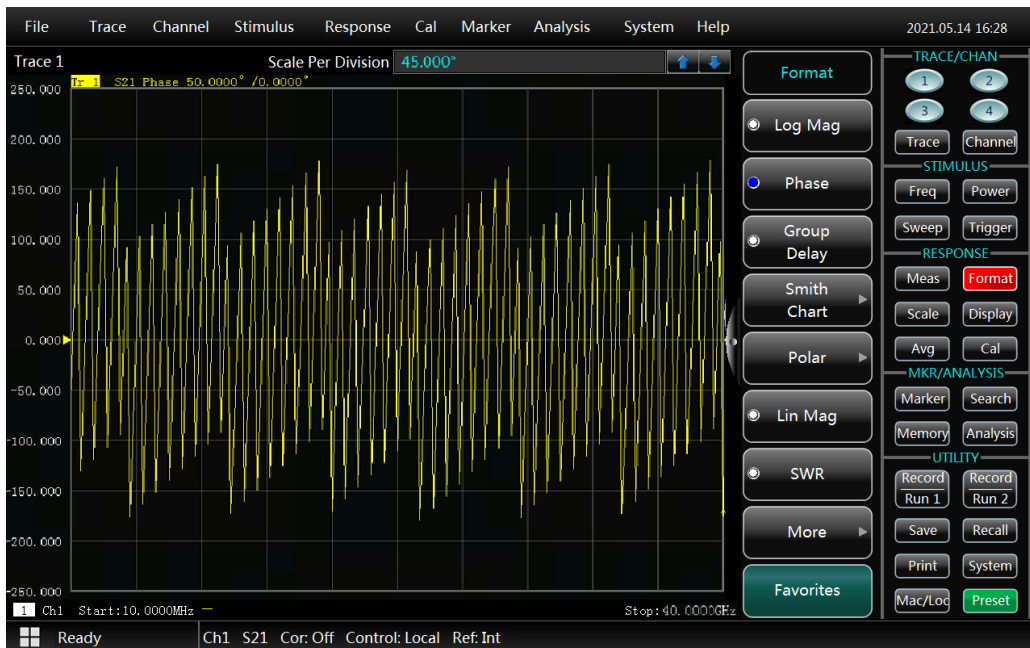 File Trace Channel Stimulus Response Cal Marker Analysis System Help 2021.05.14 16:28
Trace 1 Scale Per Division 45.000°
Tr 1 S21 Phase 50.0000° /0.0000°
250.000
200.000
150.000
100.000
50.000
0.000
-50.000
-100.000
-150.000
-200.000
-250.000
1 Ch1 Start:10.0000MHz Stop:40.0000GHz
Format
Log Mag
Phase
Group
Delay
Smith
Chart
Polar
Lin Mag
SWR
More
Favorites
TRACE/CHAN
1 2
3 4
Trace Channel
STIMULUS
Freq Power
Sweep Trigger
RESPONSE
Meas Format
Scale Display
Avg Cal
MKR/ANALYSIS
Marker Search
Memory Analysis
UTILITY
Record Record
Run 1 Run 2
Save Recall
Print System
Mac/Loc Preset
Ready Ch1 S21 Cor: Off Control: Local Ref: Int